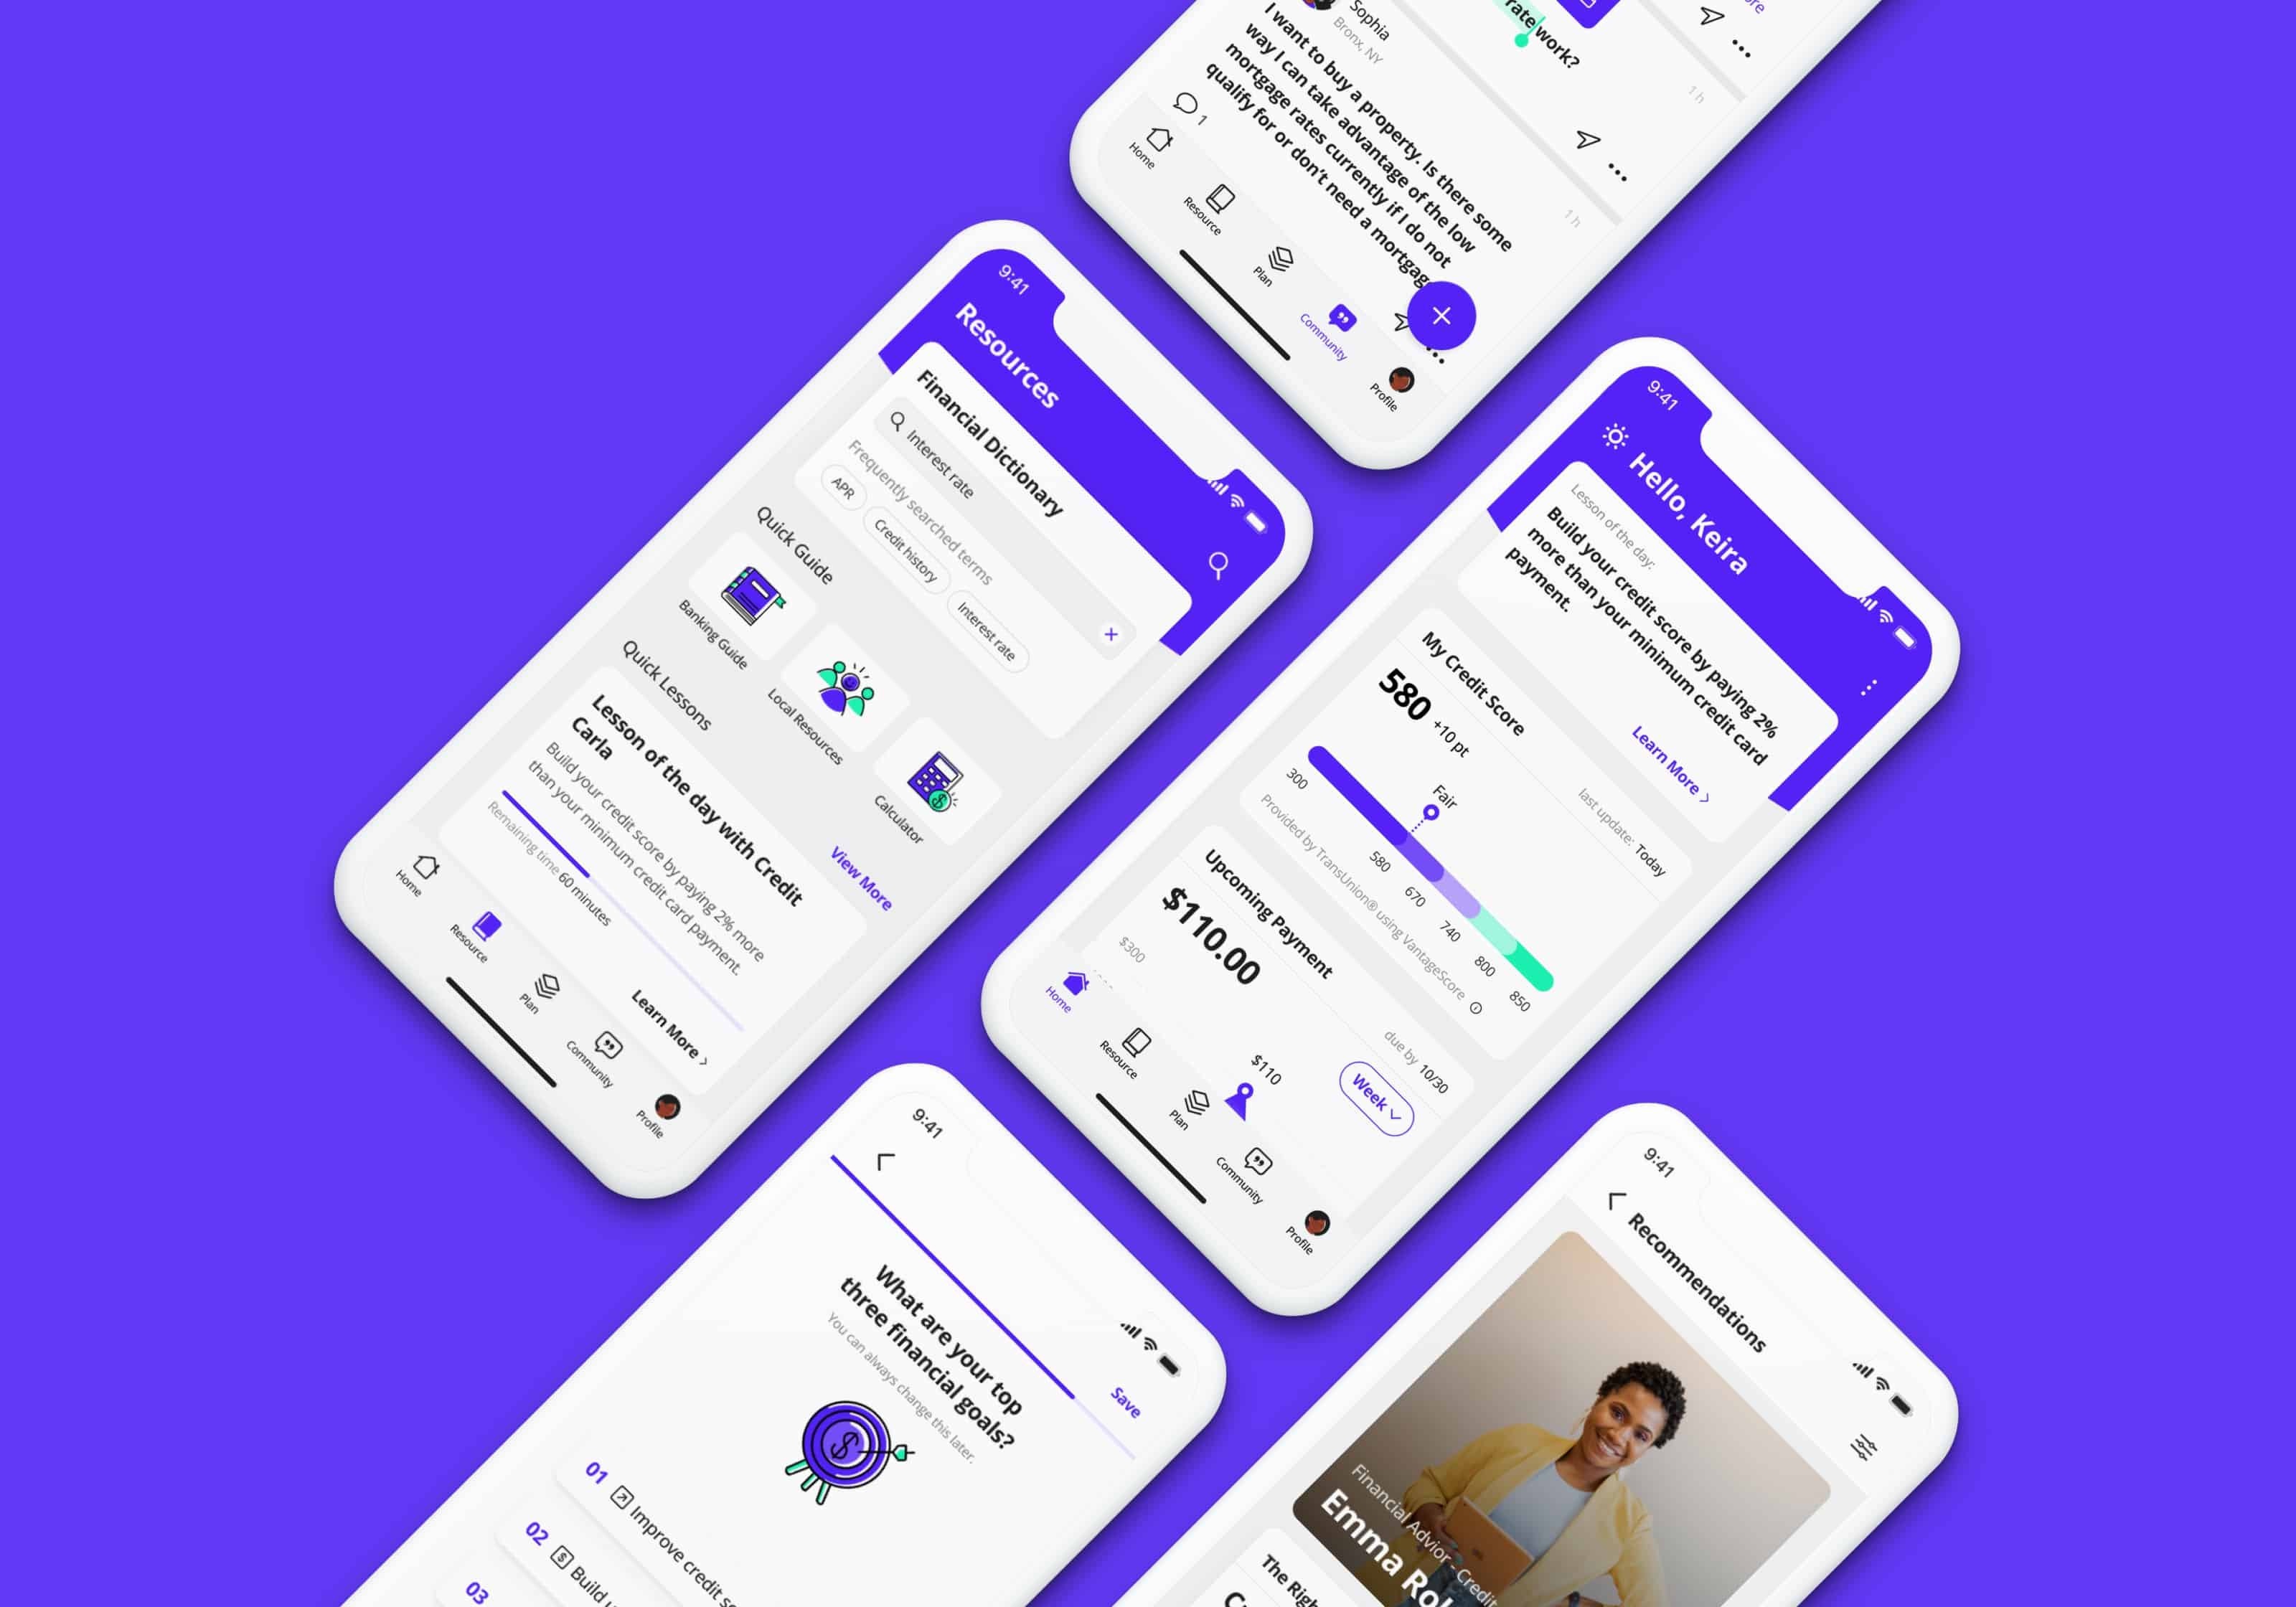 rate work?
1 h
Sophia
Bronx, NY
I want to buy a property. Is there some
way I can take advantage of the low
mortgage rates currently if I do not
qualify for or don't need a mortgag
1
1 h
Home
Resource
Plan
Community
Profile
9:41
Resources
Financial Dictionary
Interest rate
Frequently searched terms
APR
Credit history
Interest rate
Quick Guide
Banking Guide
Local Resources
Calculator
Quick Lessons
View More
Lesson of the day with Credit
Carla
Build your credit score by paying 2% more
than your minimum credit card payment.
Remaining time 60 minutes
Learn More
Home
Resource
Plan
Community
Profile
9:41
Hello, Keira
Lesson of the day:
Build your credit score by paying 2%
more than your minimum credit card
payment.
Learn More
My Credit Score
last update: Today
580 +10 pt
Fair
300
580
670
740
800
850
Provided by TransUnion® using VantageScore
Upcoming Payment
due by 10/30
$110.00
Week
$300
$110
Home
Resource
Plan
Community
Profile
9:41
Save
What are your top
three financial goals?
You can always change this later.
$
01 Improve credit sc
02 Build
03
9:41
Recommendations
Financial Advior - Credit
Emma Ro
The Righ